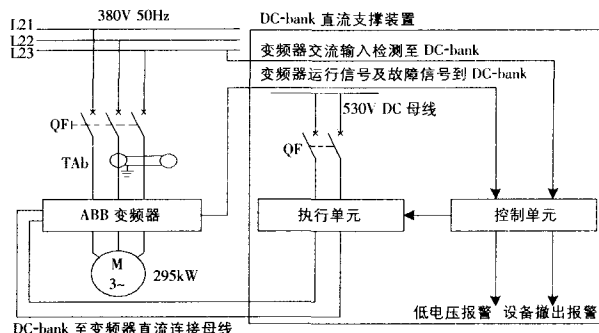 380V 50Hz
DC-bank 直流支撑装置
L21
L22
L23
变频器交流输入检测至 DC-bank
变频器运行信号及故障信号到 DC-bank
530V DC 母线
QF
QF
TAb
ABB 变频器
执行单元
控制单元
M
3~
295kW
低电压报警 设备撤出报警
DC-bank 至变频器直流连接母线